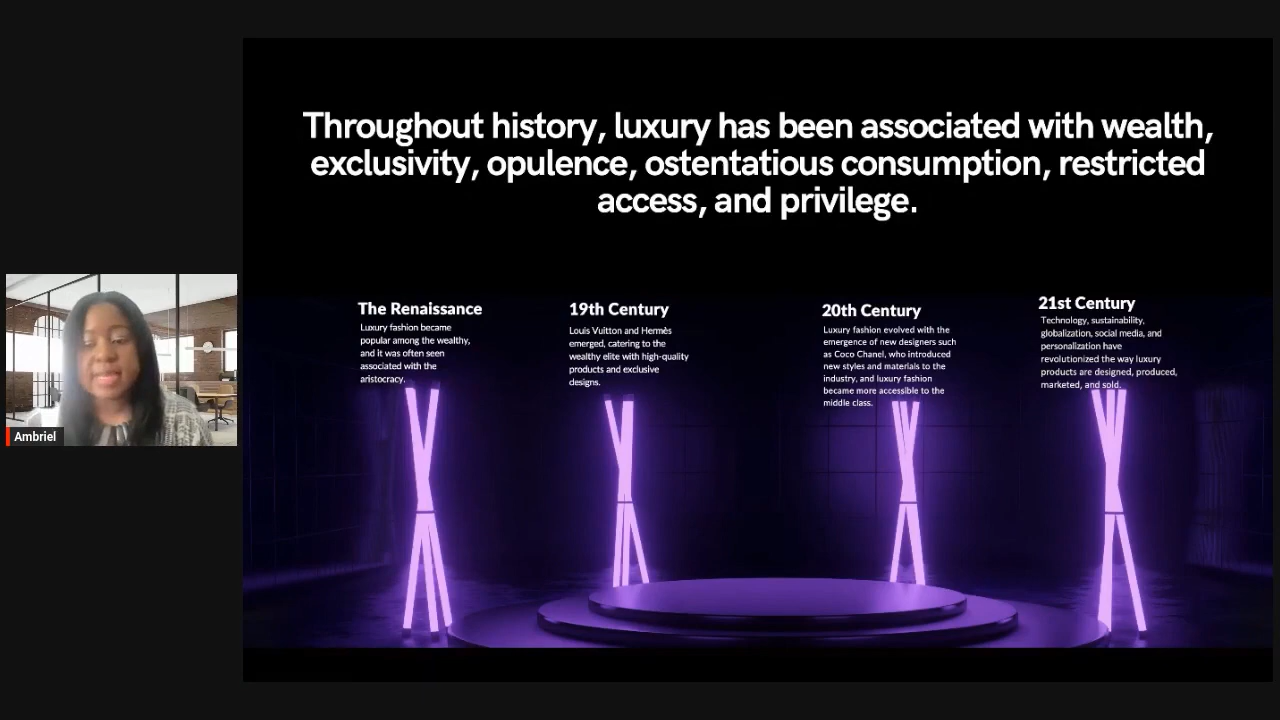 Throughout history, luxury has been associated with wealth,
exclusivity, opulence, ostentatious consumption, restricted
access, and privilege.
The Renaissance
Luxury fashion became
popular among the wealthy,
and it was often seen
associated with the
aristocracy.
19th Century
Louis Vuitton and Hermès
emerged, catering to the
wealthy elite with high-quality
products and exclusive
designs.
20th Century
Luxury fashion evolved with the
emergence of new designers such
as Coco Chanel, who introduced
new styles and materials to the
industry, and luxury fashion
became more accessible to the
middle class.
21st Century
Technology, sustainability,
globalization, social media, and
personalization have
revolutionized the way luxury
products are designed, produced,
marketed, and sold.
Ambriel